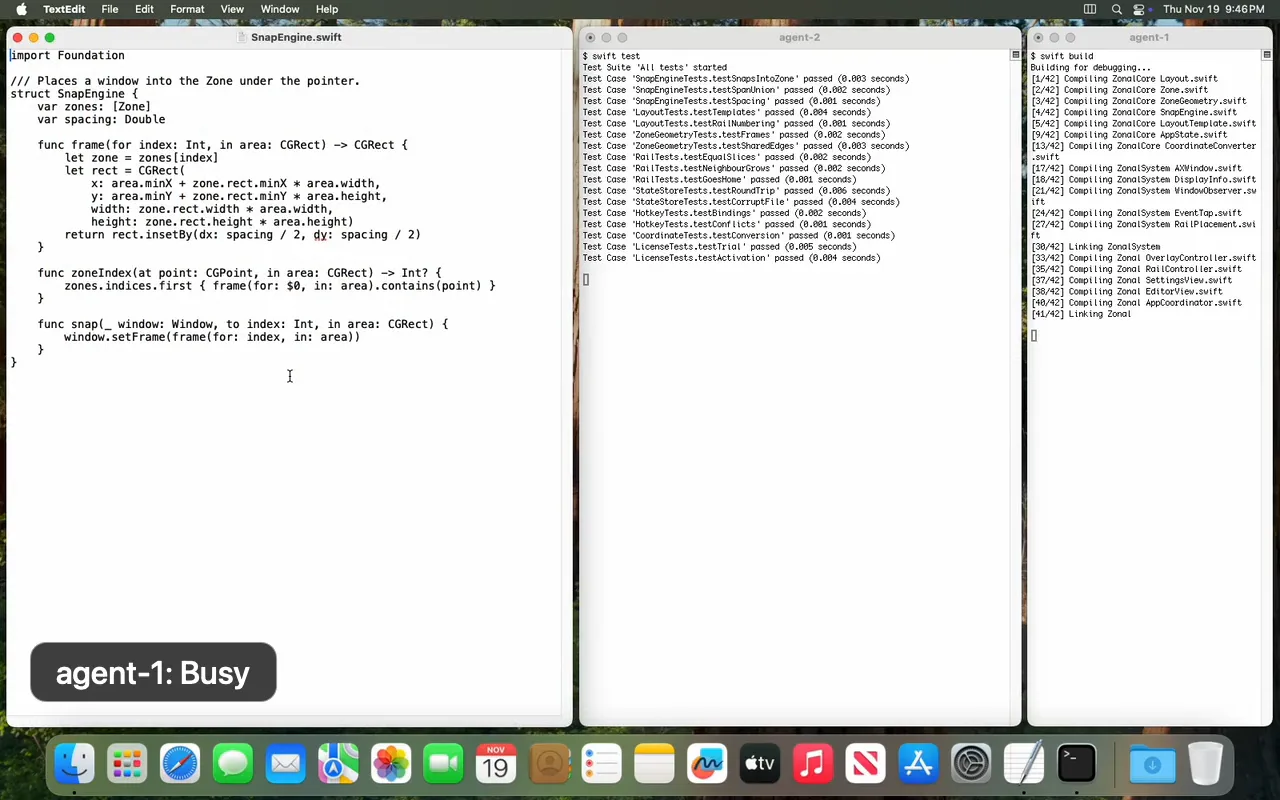 TextEdit File Edit Format View Window Help Thu Nov 19 9:46 PM
SnapEngine.swift
import Foundation
/// Places a window into the Zone under the pointer.
struct SnapEngine {
var zones: [Zone]
var spacing: Double
func frame(for index: Int, in area: CGRect) -> CGRect {
let zone = zones[index]
let rect = CGRect(
x: area.minX + zone.rect.minX * area.width,
y: area.minY + zone.rect.minY * area.height,
width: zone.rect.width * area.width,
height: zone.rect.height * area.height)
return rect.insetBy(dx: spacing / 2, dy: spacing / 2)
}
func zoneIndex(at point: CGPoint, in area: CGRect) -> Int? {
zones.indices.first { frame(for: $0, in: area).contains(point) }
}
func snap(_ window: Window, to index: Int, in area: CGRect) {
window.setFrame(frame(for: index, in: area))
}
}
agent-1: Busy
agent-2
$ swift test
Test Suite 'All tests' started
Test Case 'SnapEngineTests.testSnapsIntoZone' passed (0.003 seconds)
Test Case 'SnapEngineTests.testSpanUnion' passed (0.002 seconds)
Test Case 'SnapEngineTests.testSpacing' passed (0.001 seconds)
Test Case 'LayoutTests.testTemplates' passed (0.004 seconds)
Test Case 'LayoutTests.testRailNumbering' passed (0.001 seconds)
Test Case 'ZoneGeometryTests.testFrames' passed (0.002 seconds)
Test Case 'ZoneGeometryTests.testSharedEdges' passed (0.003 seconds)
Test Case 'RailTests.testEqualSlices' passed (0.002 seconds)
Test Case 'RailTests.testNeighbourGrows' passed (0.002 seconds)
Test Case 'RailTests.testGoesHome' passed (0.001 seconds)
Test Case 'StateStoreTests.testRoundTrip' passed (0.006 seconds)
Test Case 'StateStoreTests.testCorruptFile' passed (0.004 seconds)
Test Case 'HotkeyTests.testBindings' passed (0.002 seconds)
Test Case 'HotkeyTests.testConflicts' passed (0.001 seconds)
Test Case 'CoordinateTests.testConversion' passed (0.001 seconds)
Test Case 'LicenseTests.testTrial' passed (0.005 seconds)
Test Case 'LicenseTests.testActivation' passed (0.004 seconds)
agent-1
$ swift build
Building for debugging...
[1/42] Compiling ZonalCore Layout.swift
[2/42] Compiling ZonalCore Zone.swift
[3/42] Compiling ZonalCore ZoneGeometry.swift
[4/42] Compiling ZonalCore SnapEngine.swift
[5/42] Compiling ZonalCore LayoutTemplate.swift
[9/42] Compiling ZonalCore AppState.swift
[13/42] Compiling ZonalCore CoordinateConverter
.swift
[17/42] Compiling ZonalSystem AXWindow.swift
[18/42] Compiling ZonalSystem DisplayInfo.swift
[21/42] Compiling ZonalSystem WindowObserver.sw
ift
[24/42] Compiling ZonalSystem EventTap.swift
[27/42] Compiling ZonalSystem RailPlacement.swi
ft
[30/42] Linking ZonalSystem
[33/42] Compiling Zonal OverlayController.swift
[35/42] Compiling Zonal RailController.swift
[37/42] Compiling Zonal SettingsView.swift
[38/42] Compiling Zonal EditorView.swift
[40/42] Compiling Zonal AppCoordinator.swift
[41/42] Linking Zonal
NOV
19
tv
>_